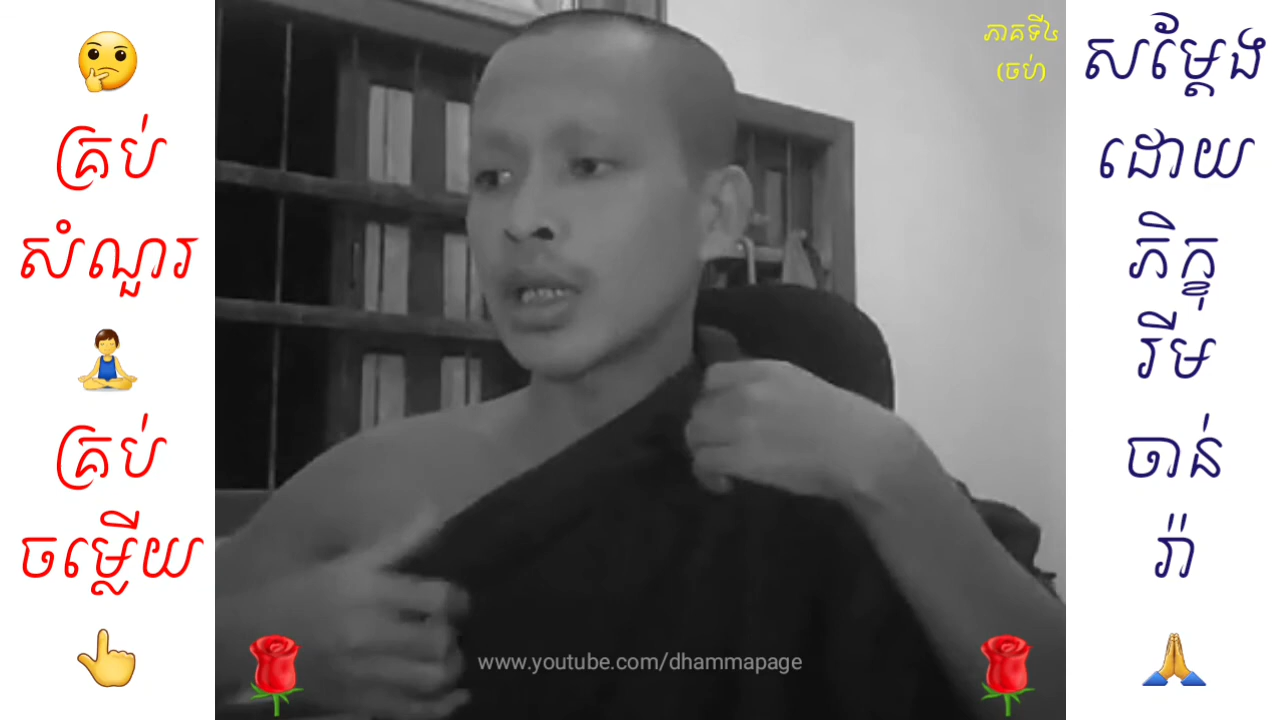 គ្រប់
សំណួរ
គ្រប់
ចម្លើយ
ភាគទី៤
(ចប់)
www.youtube.com/dhammapage
សម្ដែង
ដោយ
ភិក្ខុ
រីម
ចាន់
រ៉ា